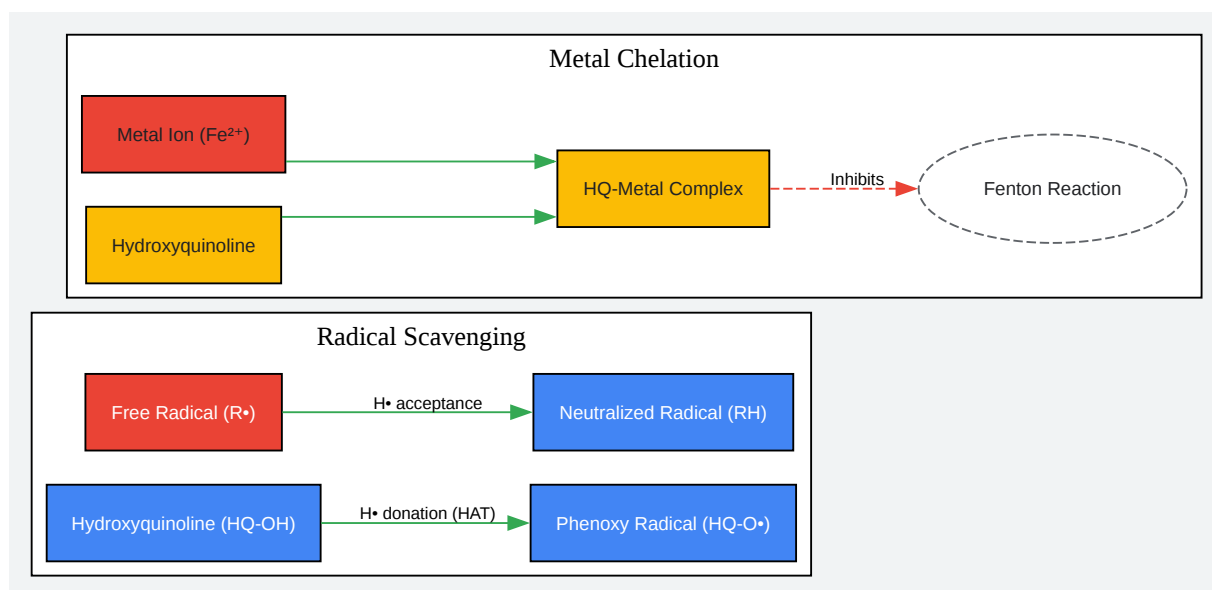 Metal Chelation
Metal Ion (Fe²⁺)
Hydroxyquinoline
HQ-Metal Complex
Inhibits
Fenton Reaction
Radical Scavenging
Free Radical (R•)
H• acceptance
Neutralized Radical (RH)
Hydroxyquinoline (HQ-OH)
H• donation (HAT)
Phenoxy Radical (HQ-O•)